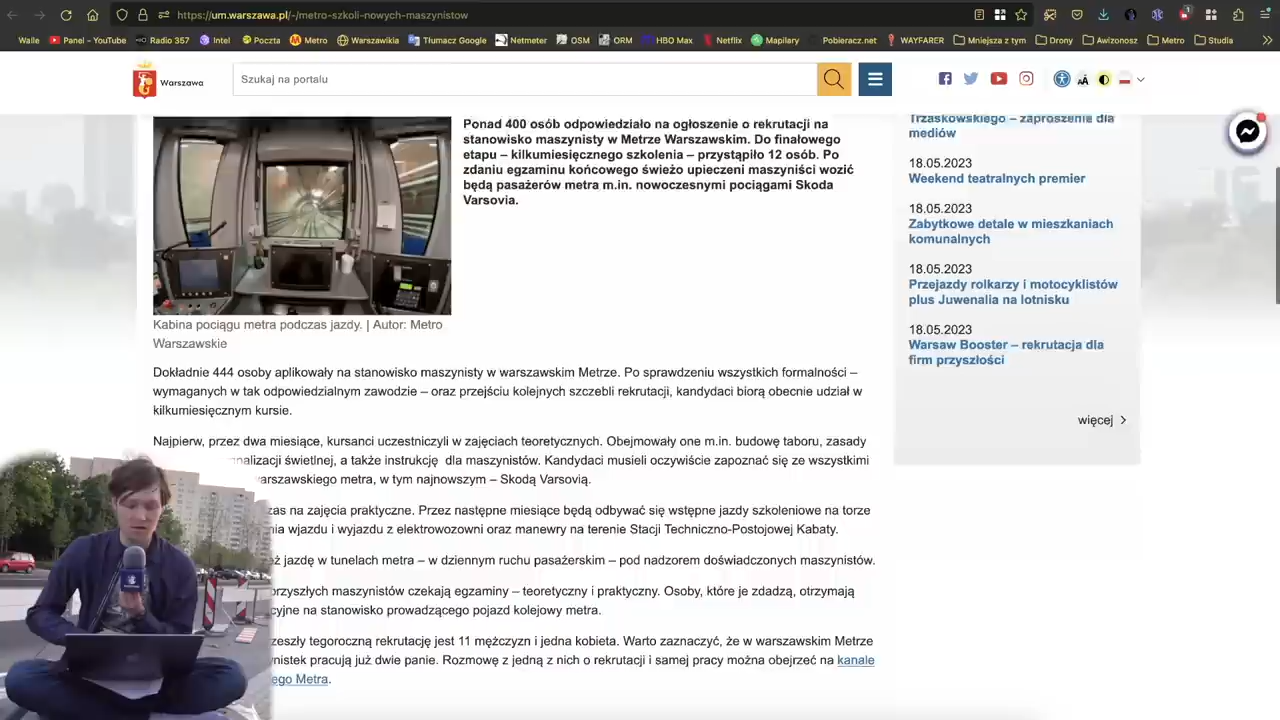 https://um.warszawa.pl/-/metro-szkoli-nowych-maszynistow
Walle Panel - YouTube Radio 357 Intel Poczta Metro Warszawikia Tłumacz Google Netmeter OSM ORM HBO Max Netflix Mapilary Pobieracz.net WAYFARER Mniejsza z tym Drony Awizonosz Metro Studia
Warszawa
Szukaj na portalu
Ponad 400 osób odpowiedziało na ogłoszenie o rekrutacji na
stanowisko maszynisty w Metrze Warszawskim. Do finałowego
etapu – kilkumiesięcznego szkolenia – przystąpiło 12 osób. Po
zdaniu egzaminu końcowego świeżo upieczeni maszyniści wozić
będą pasażerów metra m.in. nowoczesnymi pociągami Skoda
Varsovia.
Kabina pociągu metra podczas jazdy. | Autor: Metro
Warszawskie
Dokładnie 444 osoby aplikowały na stanowisko maszynisty w warszawskim Metrze. Po sprawdzeniu wszystkich formalności –
wymaganych w tak odpowiedzialnym zawodzie – oraz przejściu kolejnych szczebli rekrutacji, kandydaci biorą obecnie udział w
kilkumiesięcznym kursie.
Najpierw, przez dwa miesiące, kursanci uczestniczyli w zajęciach teoretycznych. Obejmowały one m.in. budowę taboru, zasady
nalizacji świetlnej, a także instrukcję dla maszynistów. Kandydaci musieli oczywiście zapoznać się ze wszystkimi
arszawskiego metra, w tym najnowszym – Skodą Varsovią.
zas na zajęcia praktyczne. Przez następne miesiące będą odbywać się wstępne jazdy szkoleniowe na torze
ia wjazdu i wyjazdu z elektrowozowni oraz manewry na terenie Stacji Techniczno-Postojowej Kabaty.
eż jazdę w tunelach metra – w dziennym ruchu pasażerskim – pod nadzorem doświadczonych maszynistów.
orzyszłych maszynistów czekają egzaminy – teoretyczny i praktyczny. Osoby, które je zdadzą, otrzymają
cyjne na stanowisko prowadzącego pojazd kolejowy metra.
zeszły tegoroczną rekrutację jest 11 mężczyzn i jedna kobieta. Warto zaznaczyć, że w warszawskim Metrze
nistek pracują już dwie panie. Rozmowę z jedną z nich o rekrutacji i samej pracy można obejrzeć na kanale
ego Metra.
Trzaskowskiego – zaproszenie dla
mediów
18.05.2023
Weekend teatralnych premier
18.05.2023
Zabytkowe detale w mieszkaniach
komunalnych
18.05.2023
Przejazdy rolkarzy i motocyklistów
plus Juwenalia na lotnisku
18.05.2023
Warsaw Booster – rekrutacja dla
firm przyszłości
więcej